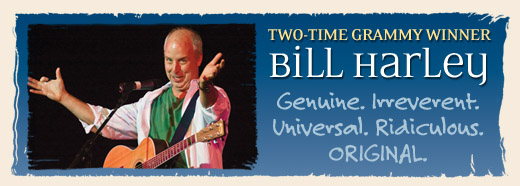 TWO-TIME GRAMMY WINNER
Bill Harley
Genuine. Irreverent.
Universal. Ridiculous.
ORIGINAL.